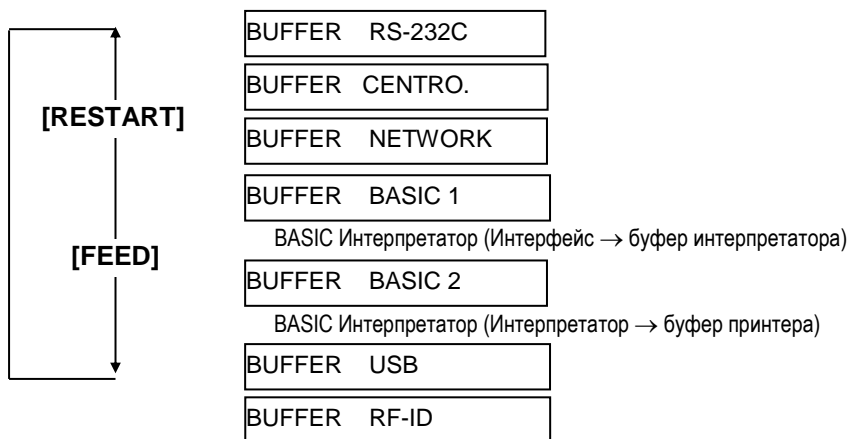 BUFFER RS-232C
BUFFER CENTRO.
[RESTART]
BUFFER NETWORK
BUFFER BASIC 1
BASIC Интерпретатор (Интерфейс → буфер интерпретатора)
[FEED]
BUFFER BASIC 2
BASIC Интерпретатор (Интерпретатор → буфер принтера)
BUFFER USB
BUFFER RF-ID